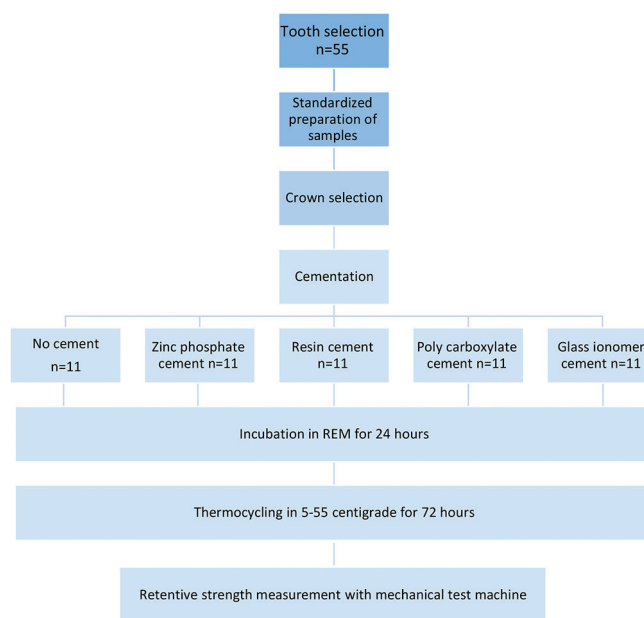 Tooth selection
n=55
Standardized
preparation of
samples
Crown selection
Cementation
No cement
n=11
Zinc phosphate
cement n=11
Resin cement
n=11
Poly carboxylate
cement n=11
Glass ionomer
cement n=11
Incubation in REM for 24 hours
Thermocycling in 5-55 centigrade for 72 hours
Retentive strength measurement with mechanical test machine